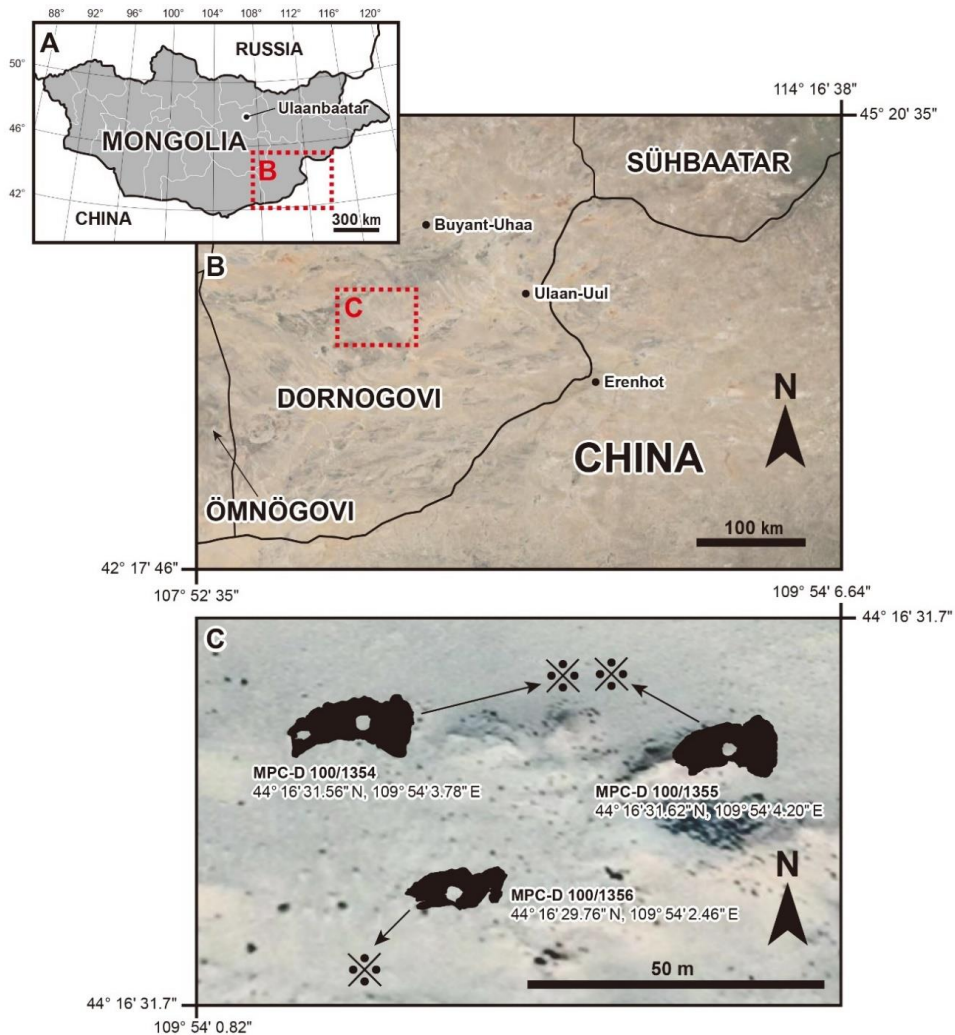 88° 92° 96° 100° 104° 108° 112° 116° 120°
A
RUSSIA
50°
Ulaanbaatar
46°
MONGOLIA
B
42°
CHINA
300 km
114° 16' 38"
45° 20' 35"
SÜHBAATAR
Buyant-Uhaa
B
Ulaan-Uul
C
Erenhot
DORNOGOVI
N
CHINA
ÖMNÖGOVI
100 km
42° 17' 46"
107° 52' 35"
109° 54' 6.64"
44° 16' 31.7"
C
MPC-D 100/1354
44° 16' 31.56" N, 109° 54' 3.78" E
MPC-D 100/1355
44° 16' 31.62" N, 109° 54' 4.20" E
N
MPC-D 100/1356
44° 16' 29.76" N, 109° 54' 2.46" E
50 m
44° 16' 31.7"
109° 54' 0.82"